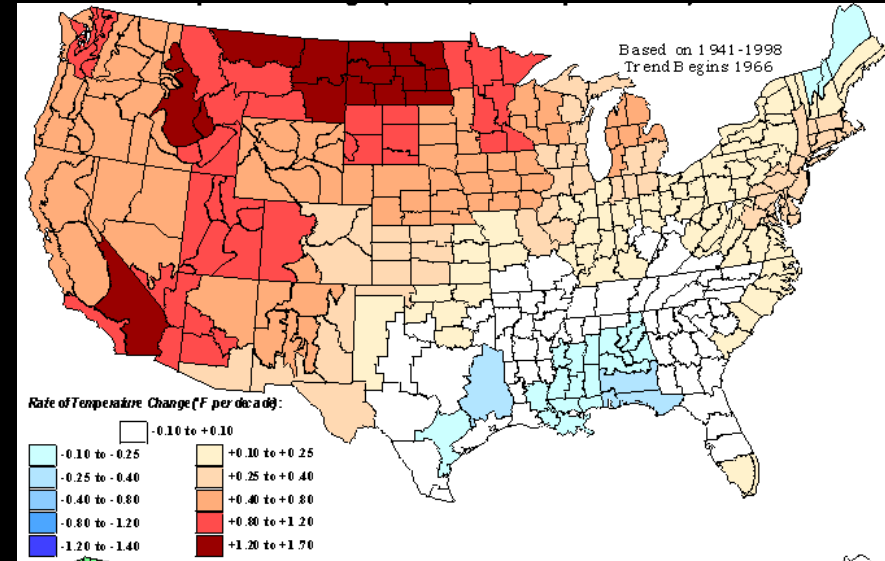 Based on 1941-1998
Trend Begins 1966
Rate of Temperature Change (°F per decade):
-0.10 to +0.10
-0.10 to -0.25
+0.10 to +0.25
-0.25 to -0.40
+0.25 to +0.40
-0.40 to -0.80
+0.40 to +0.80
-0.80 to -1.20
+0.80 to +1.20
-1.20 to -1.40
+1.20 to +1.70